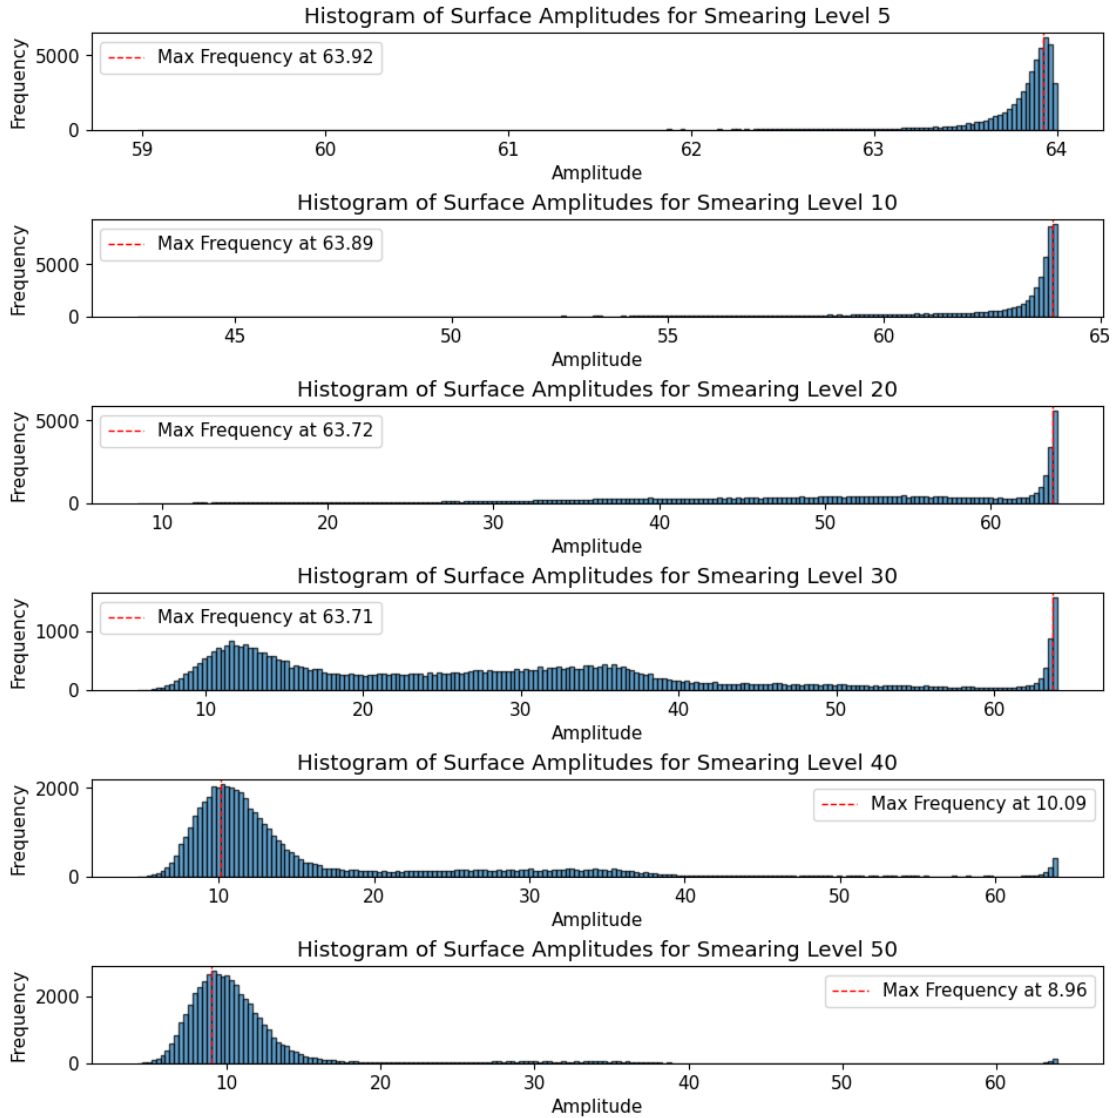 Histogram of Surface Amplitudes for Smearing Level 5
Frequency
5000
0
Max Frequency at 63.92
59 60 61 62 63 64
Amplitude
Histogram of Surface Amplitudes for Smearing Level 10
Frequency
5000
0
Max Frequency at 63.89
45 50 55 60 65
Amplitude
Histogram of Surface Amplitudes for Smearing Level 20
Frequency
5000
0
Max Frequency at 63.72
10 20 30 40 50 60
Amplitude
Histogram of Surface Amplitudes for Smearing Level 30
Frequency
1000
0
Max Frequency at 63.71
10 20 30 40 50 60
Amplitude
Histogram of Surface Amplitudes for Smearing Level 40
Frequency
2000
0
Max Frequency at 10.09
10 20 30 40 50 60
Amplitude
Histogram of Surface Amplitudes for Smearing Level 50
Frequency
2000
0
Max Frequency at 8.96
10 20 30 40 50 60
Amplitude